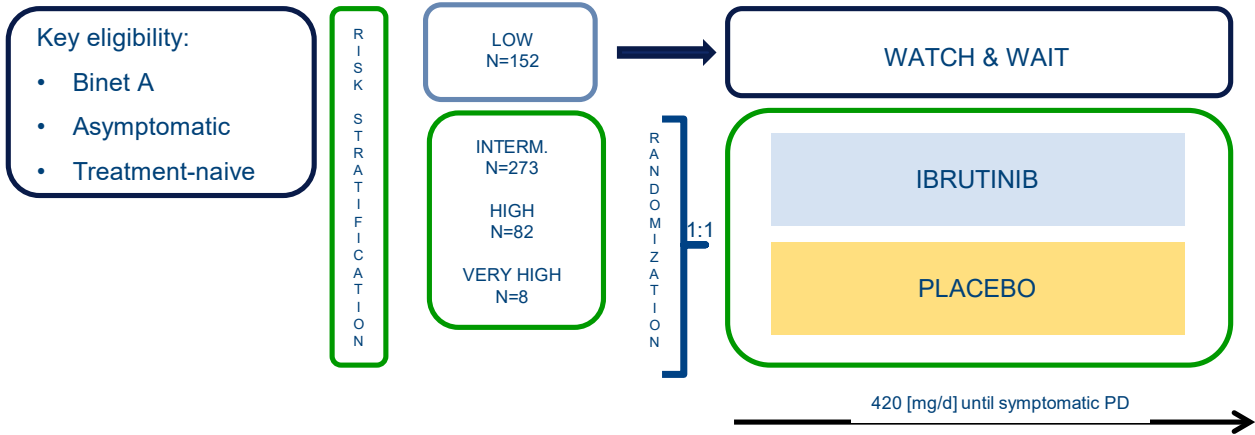 Key eligibility:
• Binet A
• Asymptomatic
• Treatment-naive
RISK STRATIFICATION
LOW
N=152
INTERM.
N=273
HIGH
N=82
VERY HIGH
N=8
RANDOMIZATION
1:1
WATCH & WAIT
IBRUTINIB
PLACEBO
420 [mg/d] until symptomatic PD